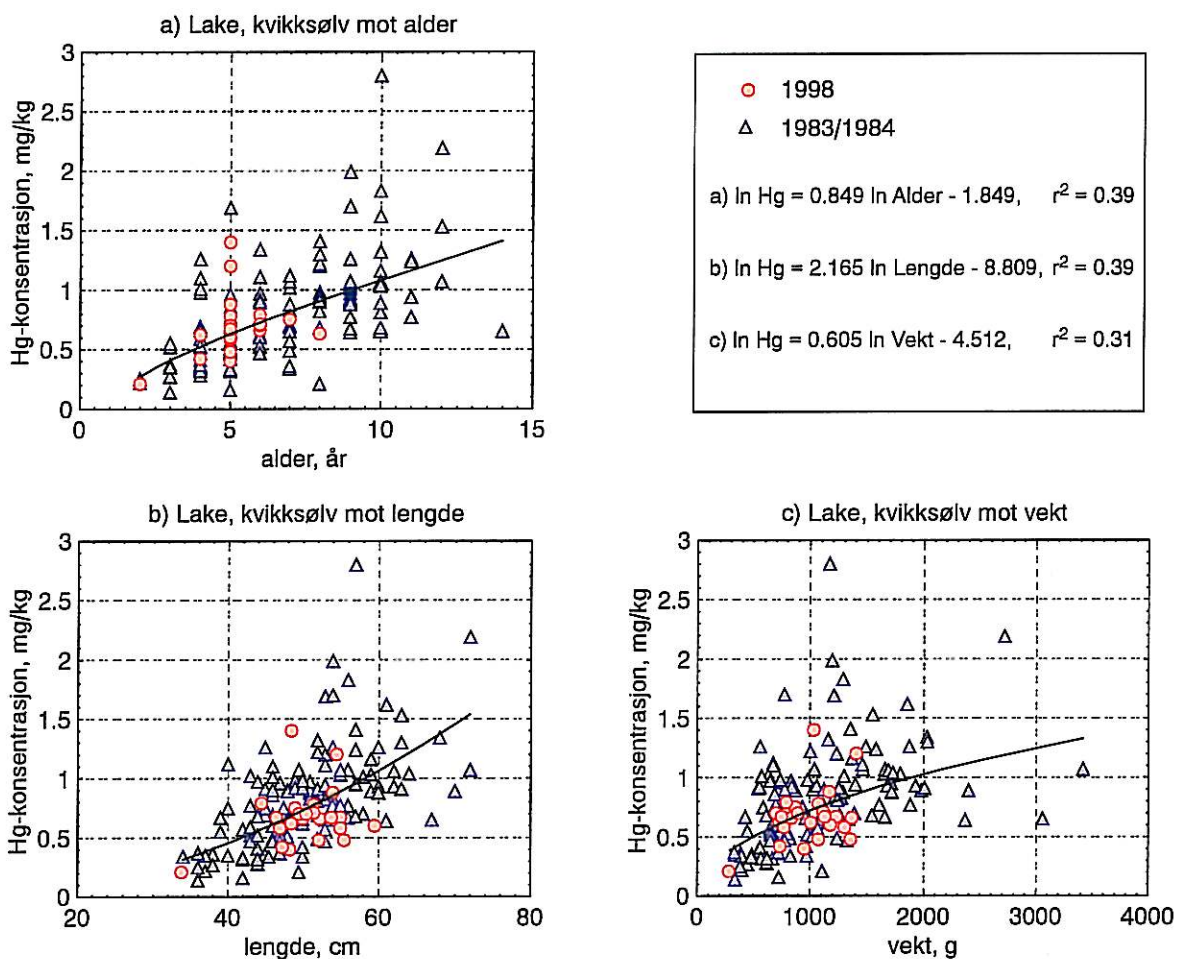 a) Lake, kvikksølv mot alder
Hg-konsentrasjon, mg/kg
3
2.5
2
1.5
1
0.5
0
0 5 10 15
alder, år
1998
1983/1984
a) ln Hg = 0.849 ln Alder - 1.849, r² = 0.39
b) ln Hg = 2.165 ln Lengde - 8.809, r² = 0.39
c) ln Hg = 0.605 ln Vekt - 4.512, r² = 0.31
b) Lake, kvikksølv mot lengde
Hg-konsentrasjon, mg/kg
3
2.5
2
1.5
1
0.5
0
20 40 60 80
lengde, cm
c) Lake, kvikksølv mot vekt
Hg-konsentrasjon, mg/kg
3
2.5
2
1.5
1
0.5
0
0 1000 2000 3000 4000
vekt, g